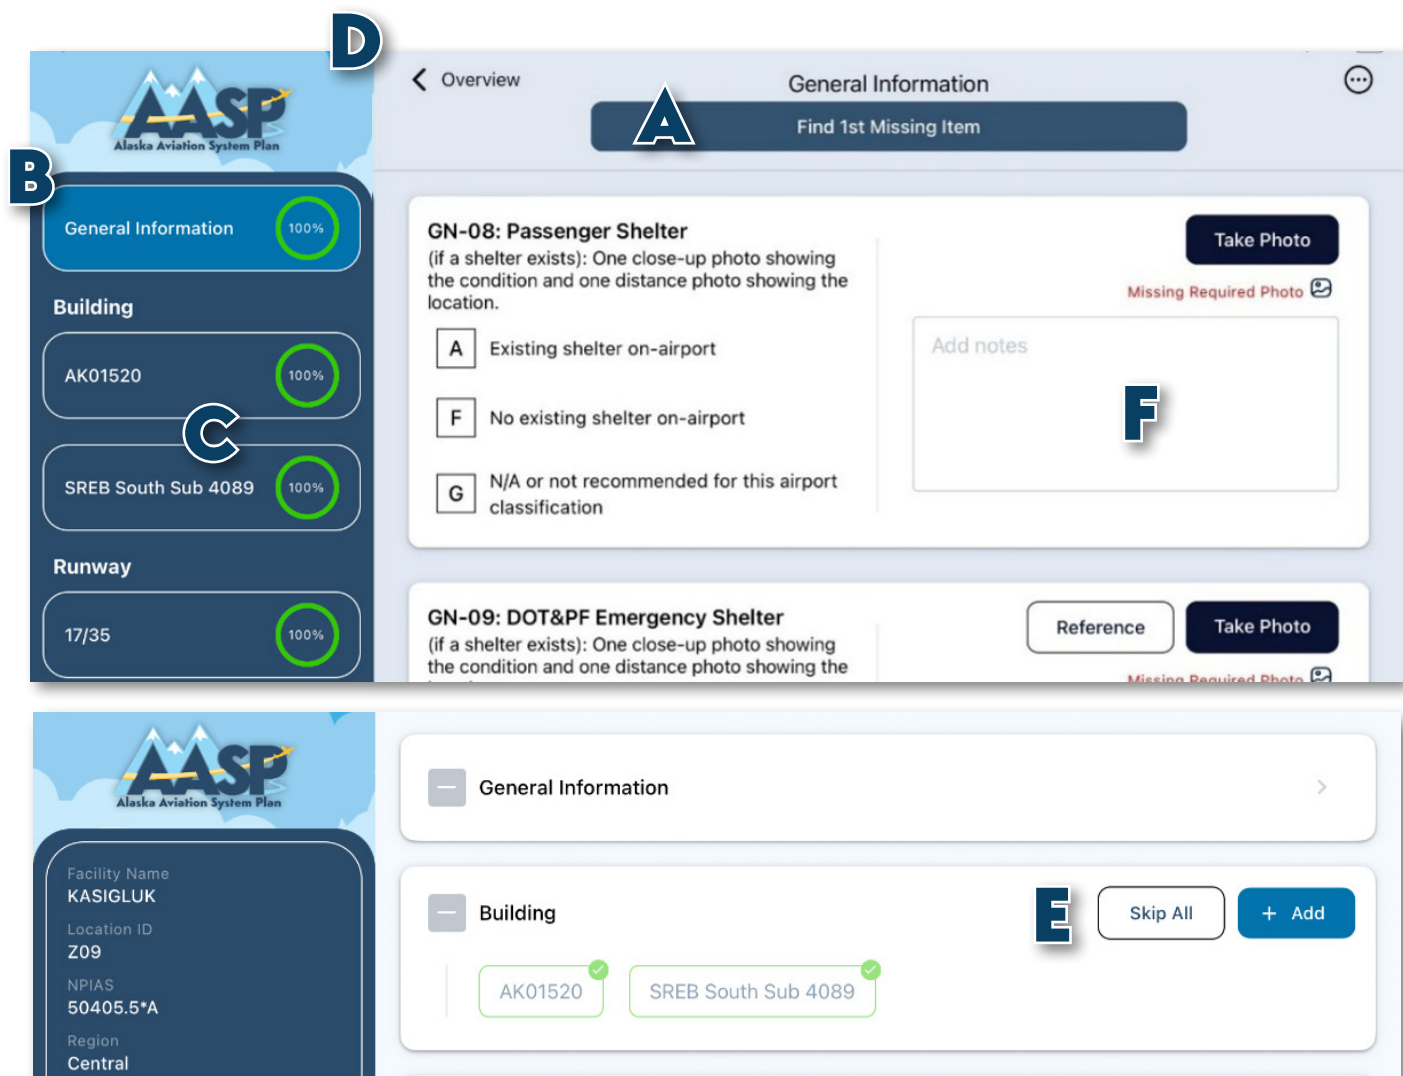 D
AASP
Alaska Aviation System Plan
Overview
General Information
A
Find 1st Missing Item
B
General Information
100%
Building
AK01520
100%
C
SREB South Sub 4089
100%
Runway
17/35
100%
GN-08: Passenger Shelter
(if a shelter exists): One close-up photo showing
the condition and one distance photo showing the
location.
A Existing shelter on-airport
F No existing shelter on-airport
G N/A or not recommended for this airport
classification
Take Photo
Missing Required Photo
Add notes
F
GN-09: DOT&PF Emergency Shelter
(if a shelter exists): One close-up photo showing
the condition and one distance photo showing the
Reference
Take Photo
Missing Required Photo
AASP
Alaska Aviation System Plan
Facility Name
KASIGLUK
Location ID
Z09
NPIAS
50405.5*A
Region
Central
General Information
Building
E
Skip All
+ Add
AK01520
SREB South Sub 4089